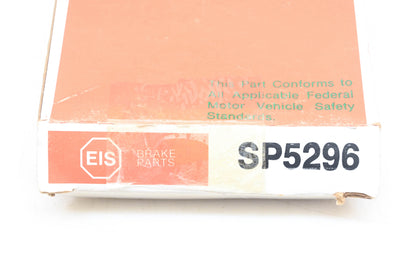 This Part Conforms to
All Applicable Federal
Motor Vehicle Safety
Standards.
EIS
BRAKE
PARTS
SP5296